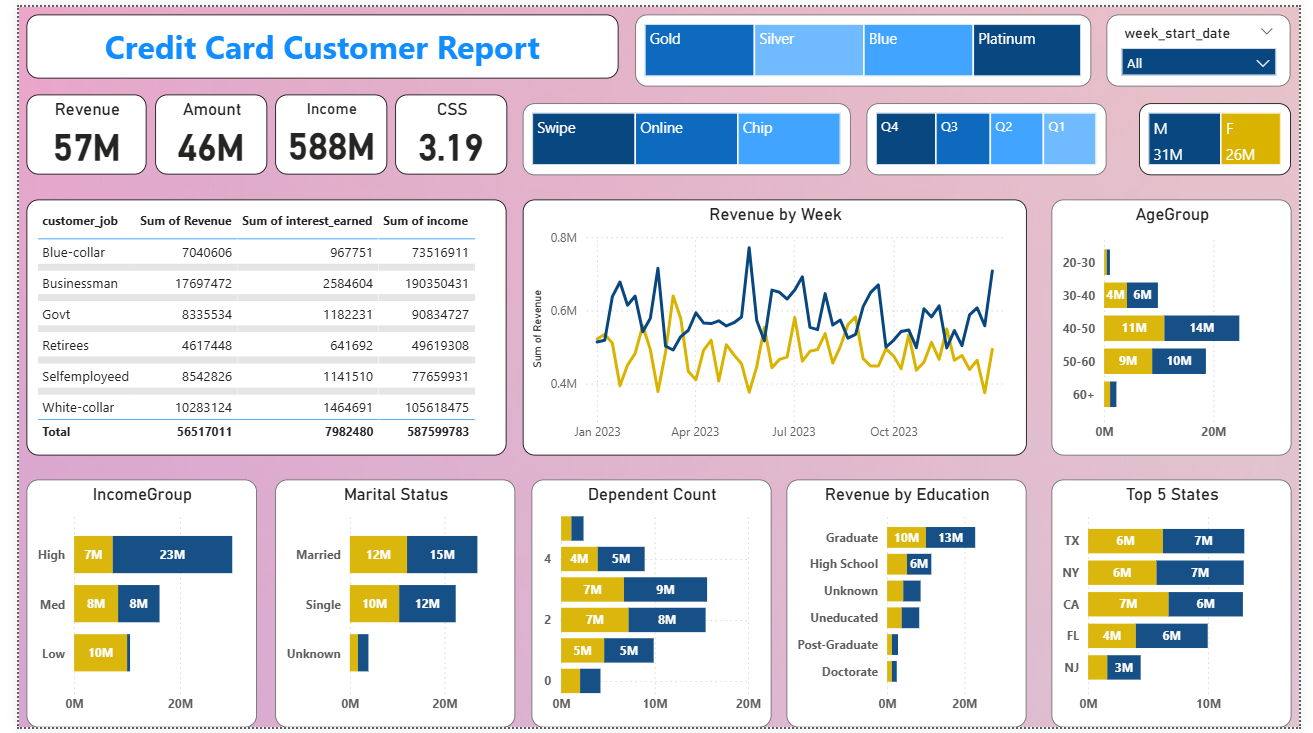 Credit Card Customer Report
Gold
Silver
Blue
Platinum
week_start_date
All
Revenue
57M
Amount
46M
Income
588M
CSS
3.19
Swipe
Online
Chip
Q4
Q3
Q2
Q1
M
31M
F
26M
customer_job Sum of Revenue Sum of interest_earned Sum of income
Blue-collar 7040606 967751 73516911
Businessman 17697472 2584604 190350431
Govt 8335534 1182231 90834727
Retirees 4617448 641692 49619308
Selfemployeed 8542826 1141510 77659931
White-collar 10283124 1464691 105618475
Total 56517011 7982480 587599783
Revenue by Week
Sum of Revenue
0.8M
0.6M
0.4M
Jan 2023 Apr 2023 Jul 2023 Oct 2023
AgeGroup
20-30
30-40 4M 6M
40-50 11M 14M
50-60 9M 10M
60+
0M 20M
IncomeGroup
High 7M 23M
Med 8M 8M
Low 10M
0M 20M
Marital Status
Married 12M 15M
Single 10M 12M
Unknown
0M 20M
Dependent Count
4 4M 5M
7M 9M
2 7M 8M
5M 5M
0
0M 10M 20M
Revenue by Education
Graduate 10M 13M
High School 6M
Unknown
Uneducated
Post-Graduate
Doctorate
0M 20M
Top 5 States
TX 6M 7M
NY 6M 7M
CA 7M 6M
FL 4M 6M
NJ 3M
0M 10M